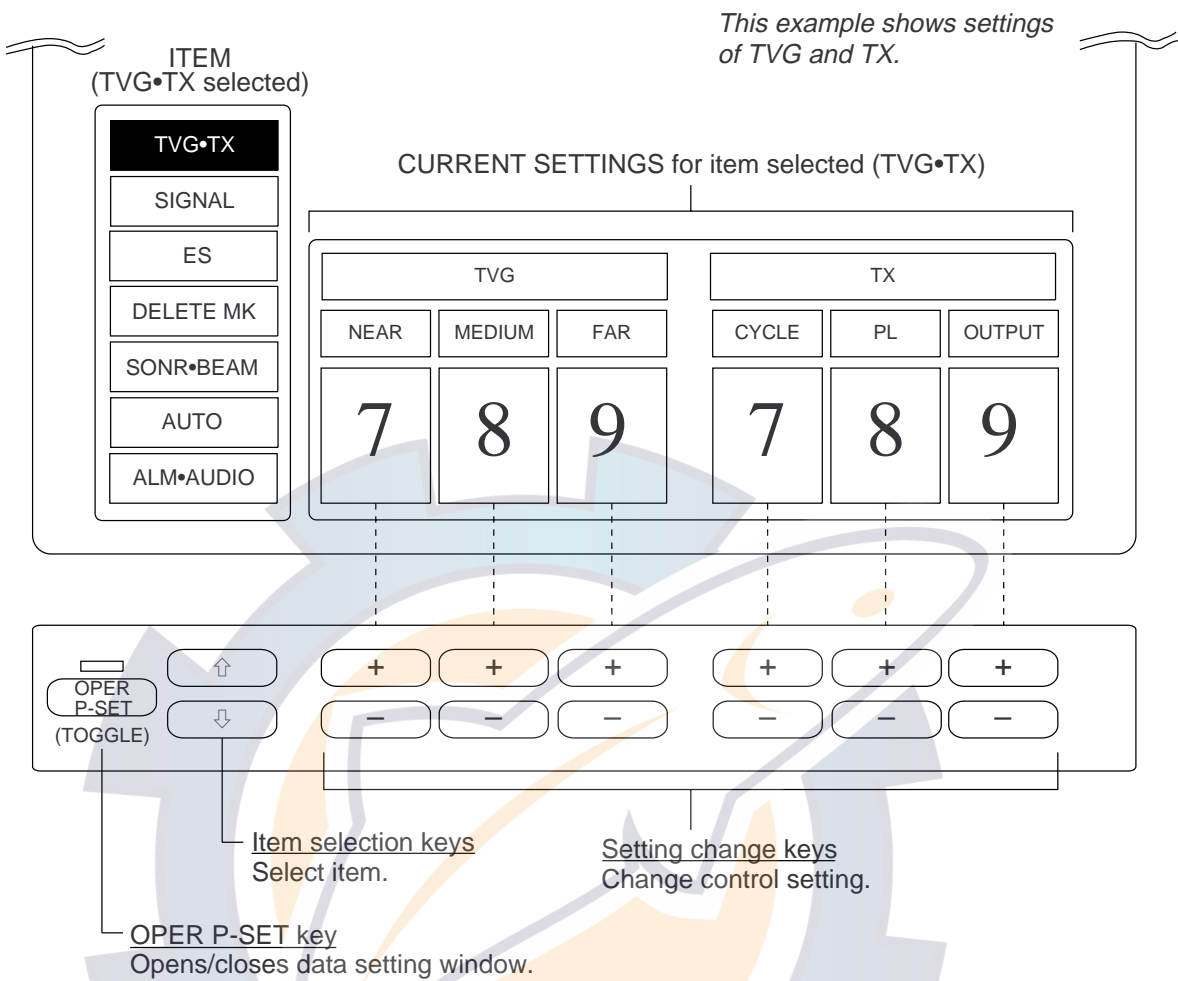 This example shows settings
of TVG and TX.
ITEM
(TVG•TX selected)
TVG•TX
SIGNAL
ES
DELETE MK
SONR•BEAM
AUTO
ALM•AUDIO
CURRENT SETTINGS for item selected (TVG•TX)
TVG TX
NEAR MEDIUM FAR CYCLE PL OUTPUT
7 8 9 7 8 9
⇧ + + + + + +
OPER
P-SET
⇩ – – – – – –
(TOGGLE)
Item selection keys
Select item.
Setting change keys
Change control setting.
OPER P-SET key
Opens/closes data setting window.